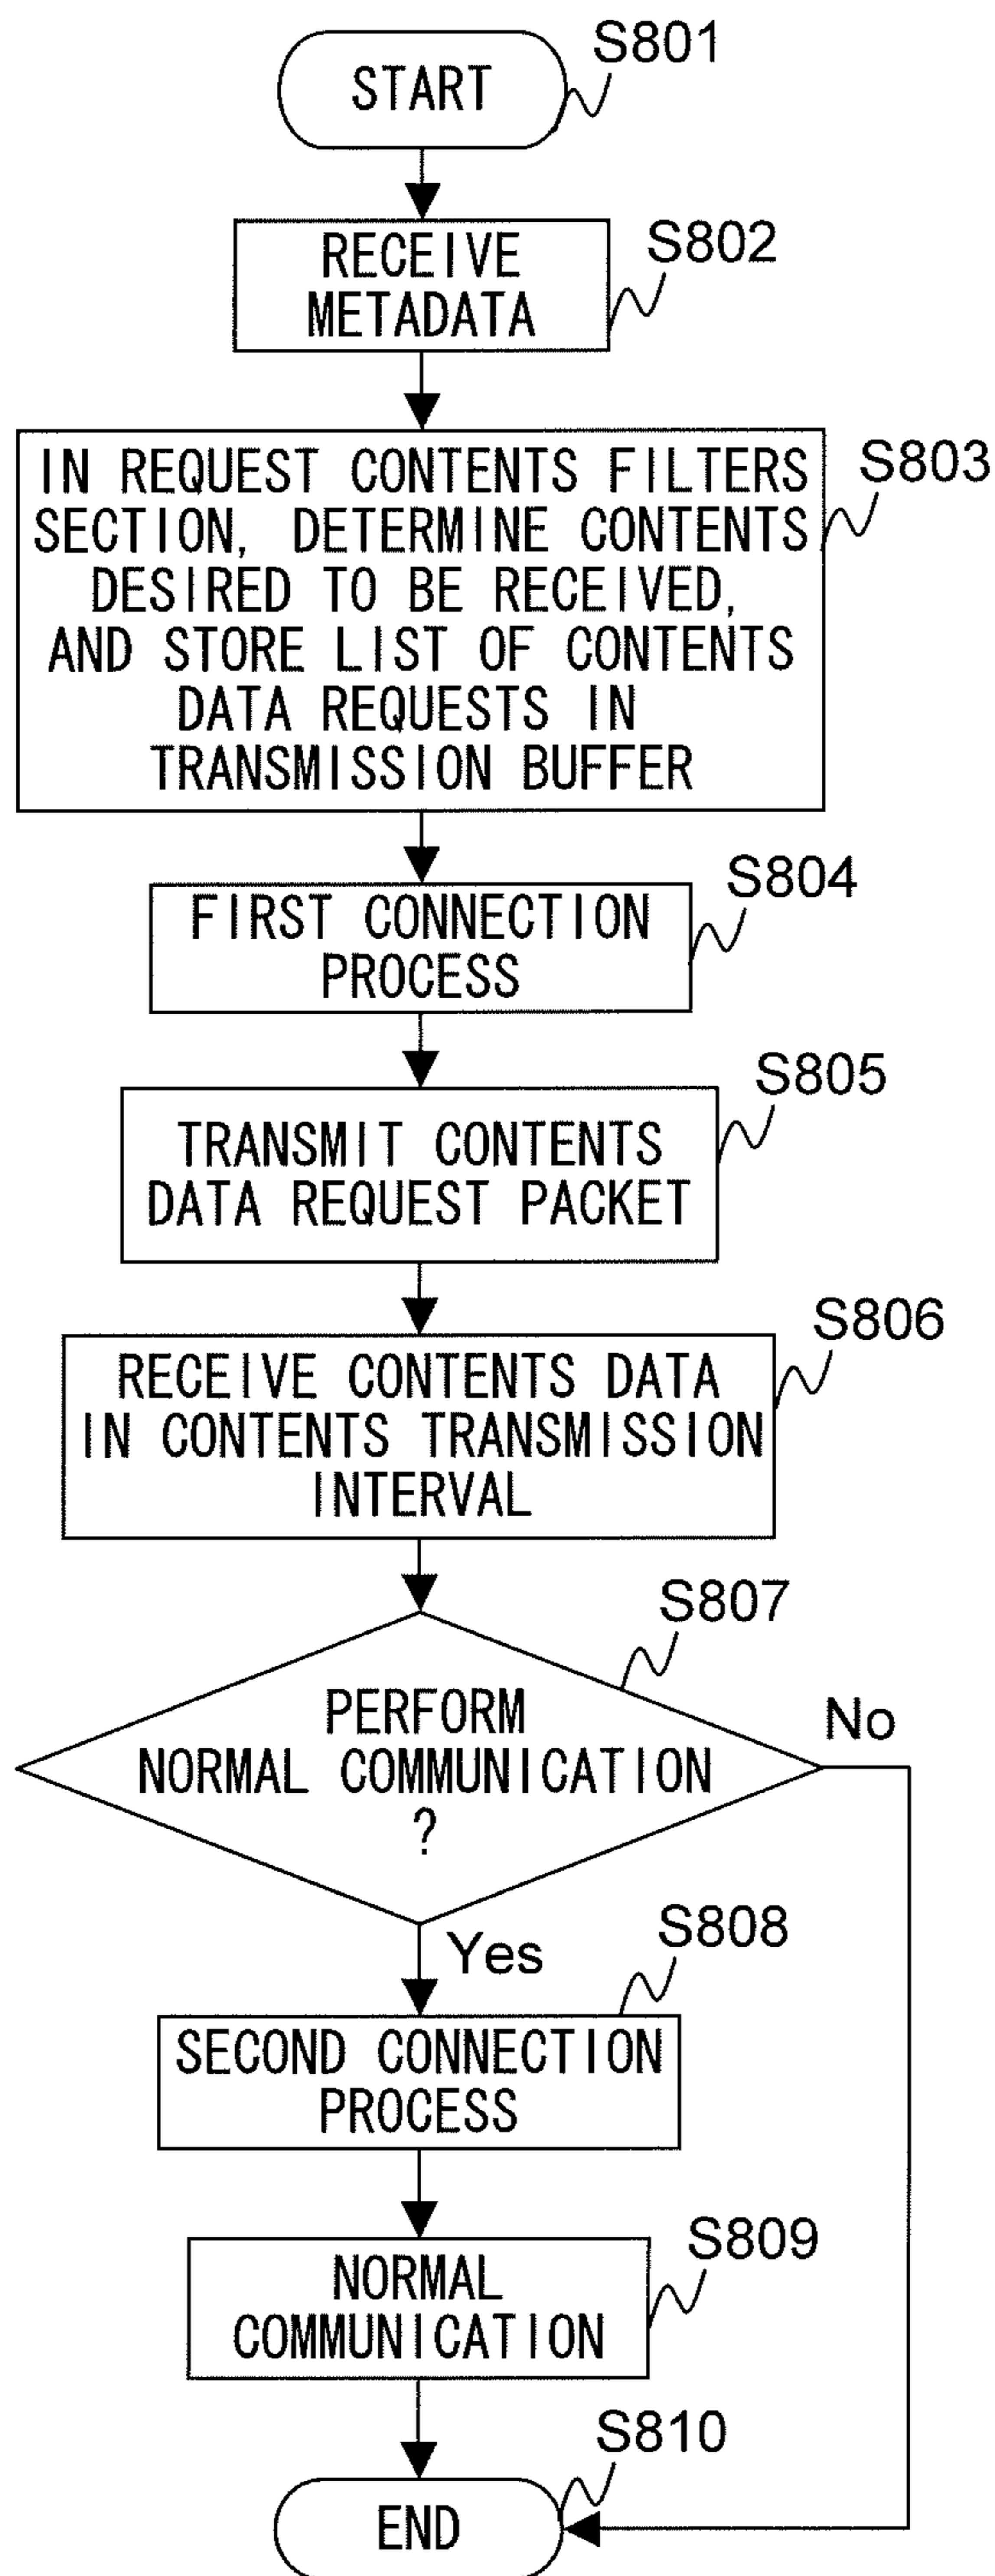 START
S801
RECEIVE
METADATA
S802
IN REQUEST CONTENTS FILTERS
SECTION, DETERMINE CONTENTS
DESIRED TO BE RECEIVED,
AND STORE LIST OF CONTENTS
DATA REQUESTS IN
TRANSMISSION BUFFER
S803
FIRST CONNECTION
PROCESS
S804
TRANSMIT CONTENTS
DATA REQUEST PACKET
S805
RECEIVE CONTENTS DATA
IN CONTENTS TRANSMISSION
INTERVAL
S806
PERFORM
NORMAL COMMUNICATION
?
S807
No
Yes
SECOND CONNECTION
PROCESS
S808
NORMAL
COMMUNICATION
S809
END
S810